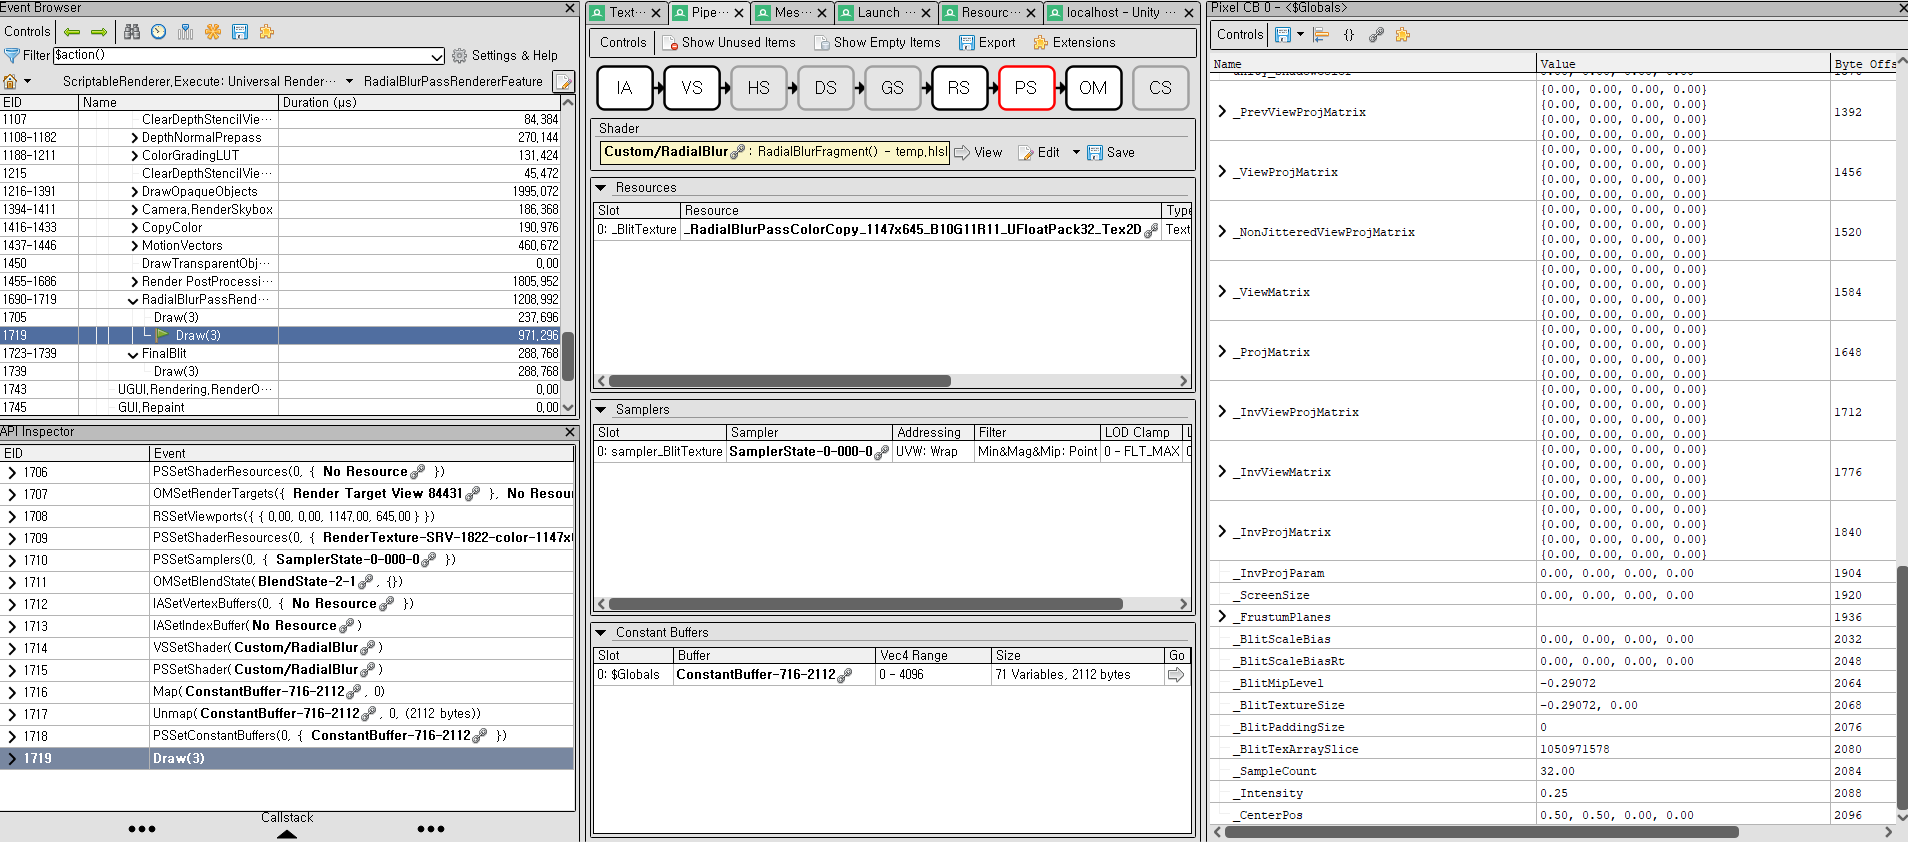 Event Browser
Controls
Filter $action() Settings & Help
ScriptableRenderer,Execute: Universal Render··· RadialBlurPassRendererFeature
EID Name Duration (µs)
1107 ClearDepthStencilVie··· 84,384
1108-1182 DepthNormalPrepass 270,144
1188-1211 ColorGradingLUT 131,424
1215 ClearDepthStencilVie··· 45,472
1216-1391 DrawOpaqueObjects 1995,072
1394-1411 Camera,RenderSkybox 186,368
1416-1433 CopyColor 190,976
1437-1446 MotionVectors 460,672
1450 DrawTransparentObj··· 0,00
1455-1686 Render PostProcessi··· 1805,952
1690-1719 RadialBlurPassRend··· 1208,992
1705 Draw(3) 237,696
1719 Draw(3) 971,296
1723-1739 FinalBlit 288,768
1739 Draw(3) 288,768
1743 UGUI,Rendering,RenderO··· 0,00
1745 GUI,Repaint 0,00
API Inspector
EID Event
1706 PSSetShaderResources(0, { No Resource })
1707 OMSetRenderTargets({ Render Target View 84431 }, No Resou
1708 RSSetViewports({ { 0,00, 0,00, 1147,00, 645,00 } })
1709 PSSetShaderResources(0, { RenderTexture-SRV-1822-color-1147x
1710 PSSetSamplers(0, { SamplerState-0-000-0 })
1711 OMSetBlendState( BlendState-2-1 , {})
1712 IASetVertexBuffers(0, { No Resource })
1713 IASetIndexBuffer( No Resource )
1714 VSSetShader( Custom/RadialBlur )
1715 PSSetShader( Custom/RadialBlur )
1716 Map( ConstantBuffer-716-2112 , 0)
1717 Unmap( ConstantBuffer-716-2112 , 0, (2112 bytes))
1718 PSSetConstantBuffers(0, { ConstantBuffer-716-2112 })
1719 Draw(3)
Callstack
Text··· Pipe··· Mes··· Launch ··· Resourc··· localhost - Unity ···
Controls Show Unused Items Show Empty Items Export Extensions
IA VS HS DS GS RS PS OM CS
Shader
Custom/RadialBlur : RadialBlurFragment() - temp,hlsl View Edit Save
Resources
Slot Resource Type
0: _BlitTexture _RadialBlurPassColorCopy_1147x645_B10G11R11_UFloatPack32_Tex2D Text
Samplers
Slot Sampler Addressing Filter LOD Clamp L
0: sampler_BlitTexture SamplerState-0-000-0 UVW: Wrap Min&Mag&Mip: Point 0 - FLT_MAX 0
Constant Buffers
Slot Buffer Vec4 Range Size Go
0: $Globals ConstantBuffer-716-2112 0 - 4096 71 Variables, 2112 bytes
Pixel CB 0 - <$Globals>
Controls {}
Name Value Byte Offs
{0.00, 0.00, 0.00, 0.00}
{0.00, 0.00, 0.00, 0.00}
_PrevViewProjMatrix 1392
{0.00, 0.00, 0.00, 0.00}
{0.00, 0.00, 0.00, 0.00}
{0.00, 0.00, 0.00, 0.00}
{0.00, 0.00, 0.00, 0.00}
_ViewProjMatrix 1456
{0.00, 0.00, 0.00, 0.00}
{0.00, 0.00, 0.00, 0.00}
{0.00, 0.00, 0.00, 0.00}
{0.00, 0.00, 0.00, 0.00}
_NonJitteredViewProjMatrix 1520
{0.00, 0.00, 0.00, 0.00}
{0.00, 0.00, 0.00, 0.00}
{0.00, 0.00, 0.00, 0.00}
{0.00, 0.00, 0.00, 0.00}
_ViewMatrix 1584
{0.00, 0.00, 0.00, 0.00}
{0.00, 0.00, 0.00, 0.00}
{0.00, 0.00, 0.00, 0.00}
{0.00, 0.00, 0.00, 0.00}
_ProjMatrix 1648
{0.00, 0.00, 0.00, 0.00}
{0.00, 0.00, 0.00, 0.00}
{0.00, 0.00, 0.00, 0.00}
{0.00, 0.00, 0.00, 0.00}
_InvViewProjMatrix 1712
{0.00, 0.00, 0.00, 0.00}
{0.00, 0.00, 0.00, 0.00}
{0.00, 0.00, 0.00, 0.00}
{0.00, 0.00, 0.00, 0.00}
_InvViewMatrix 1776
{0.00, 0.00, 0.00, 0.00}
{0.00, 0.00, 0.00, 0.00}
{0.00, 0.00, 0.00, 0.00}
{0.00, 0.00, 0.00, 0.00}
_InvProjMatrix 1840
{0.00, 0.00, 0.00, 0.00}
{0.00, 0.00, 0.00, 0.00}
_InvProjParam 0.00, 0.00, 0.00, 0.00 1904
_ScreenSize 0.00, 0.00, 0.00, 0.00 1920
_FrustumPlanes 1936
_BlitScaleBias 0.00, 0.00, 0.00, 0.00 2032
_BlitScaleBiasRt 0.00, 0.00, 0.00, 0.00 2048
_BlitMipLevel -0.29072 2064
_BlitTextureSize -0.29072, 0.00 2068
_BlitPaddingSize 0 2076
_BlitTexArraySlice 1050971578 2080
_SampleCount 32.00 2084
_Intensity 0.25 2088
_CenterPos 0.50, 0.50, 0.00, 0.00 2096